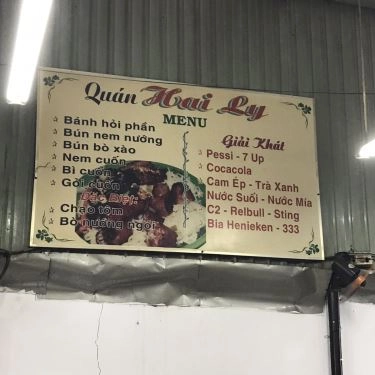 Quán Hai Ly
MENU
Bánh hỏi phần
Bún nem nướng
Bún bò xào
Nem cuốn
Bì cuốn
Gỏi cuốn
Đặc Biệt:
Chạo tôm
Bò nướng ngói
Giải Khát
Pessi - 7 Up
Cocacola
Cam Ép - Trà Xanh
Nước Suối - Nước Mía
C2 - Relbull - Sting
Bia Henieken - 333